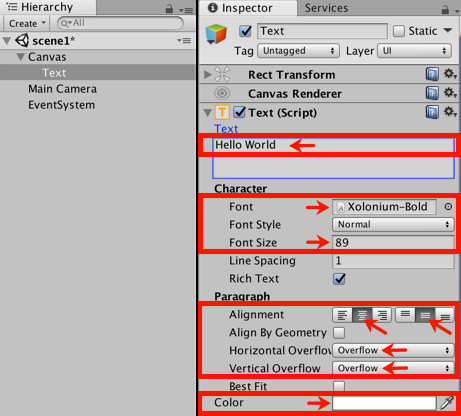 Hierarchy
Create
All
scene1*
Canvas
Text
Main Camera
EventSystem
Inspector
Services
Text
Static
Tag Untagged Layer UI
Rect Transform
Canvas Renderer
Text (Script)
Text
Hello World
Character
Font Xolonium-Bold
Font Style Normal
Font Size 89
Line Spacing 1
Rich Text
Paragraph
Alignment
Align By Geometry
Horizontal Overflow Overflow
Vertical Overflow Overflow
Best Fit
Color